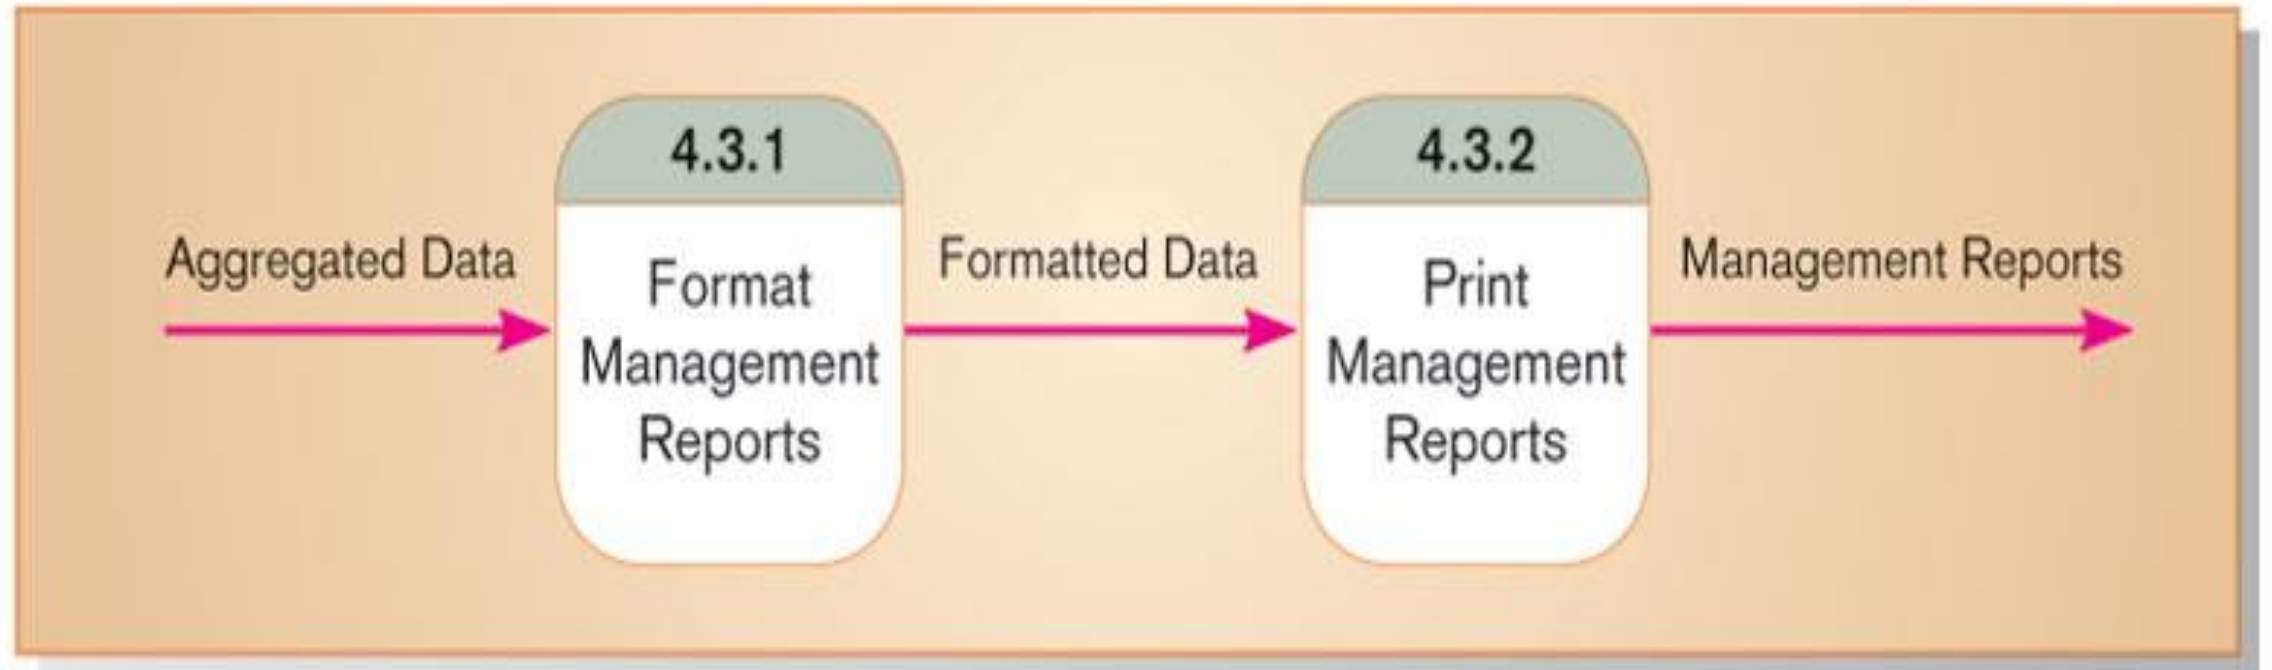 4.3.1
4.3.2
Aggregated Data
Format
Management
Reports
Formatted Data
Print
Management
Reports
Management Reports